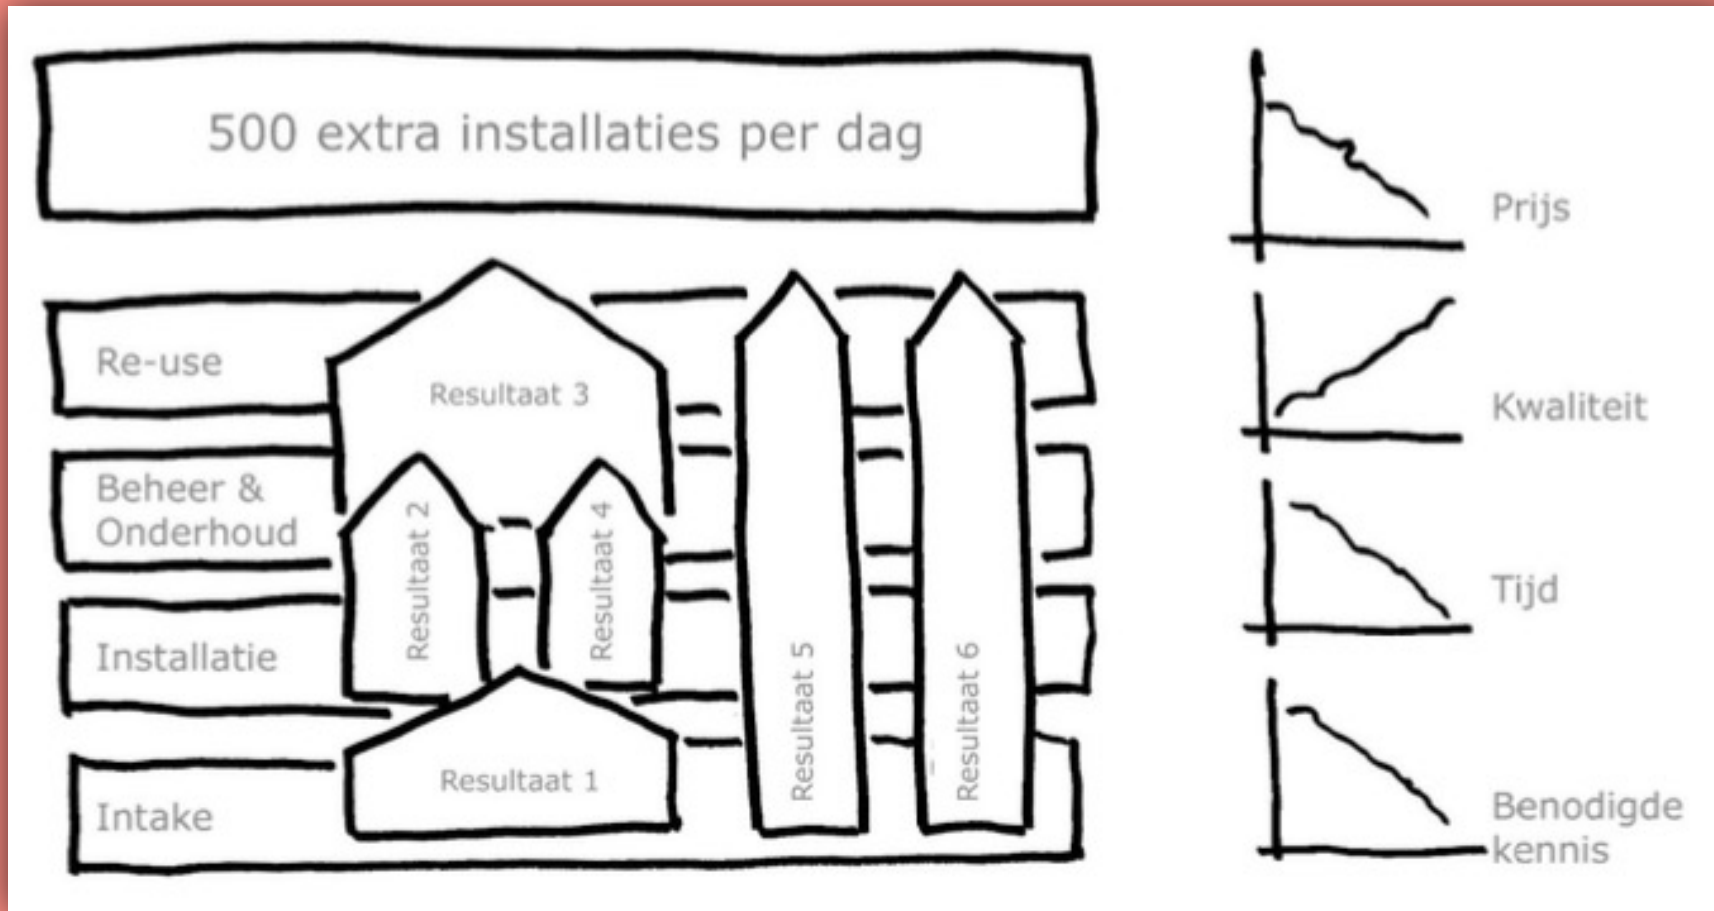 500 extra installaties per dag
Re-use
Resultaat 3
Beheer &
Onderhoud
Resultaat 2
Resultaat 4
Installatie
Resultaat 5
Resultaat 6
Resultaat 1
Intake
Prijs
Kwaliteit
Tijd
Benodigde
kennis